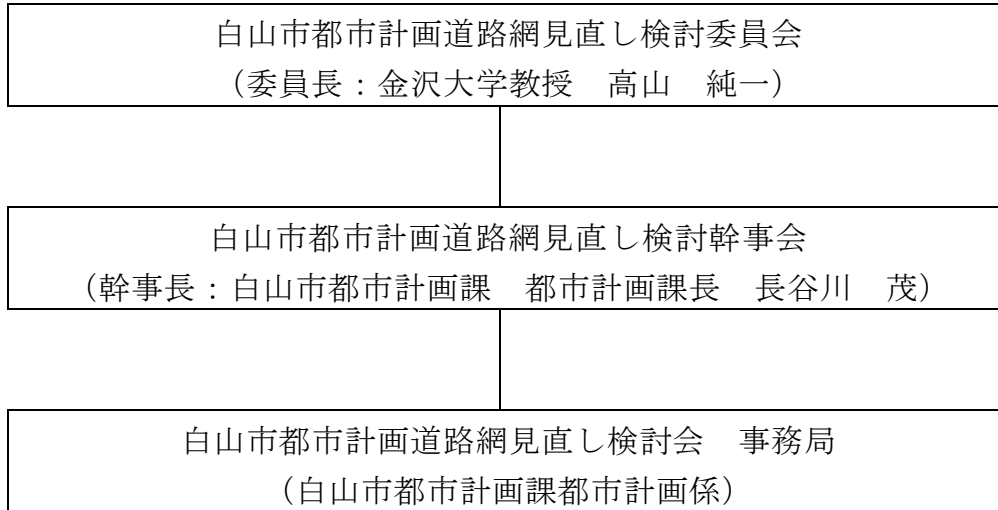 白山市都市計画道路網見直し検討委員会
（委員長：金沢大学教授　高山　純一）
白山市都市計画道路網見直し検討幹事会
（幹事長：白山市都市計画課　都市計画課長　長谷川　茂）
白山市都市計画道路網見直し検討会　事務局
（白山市都市計画課都市計画係）